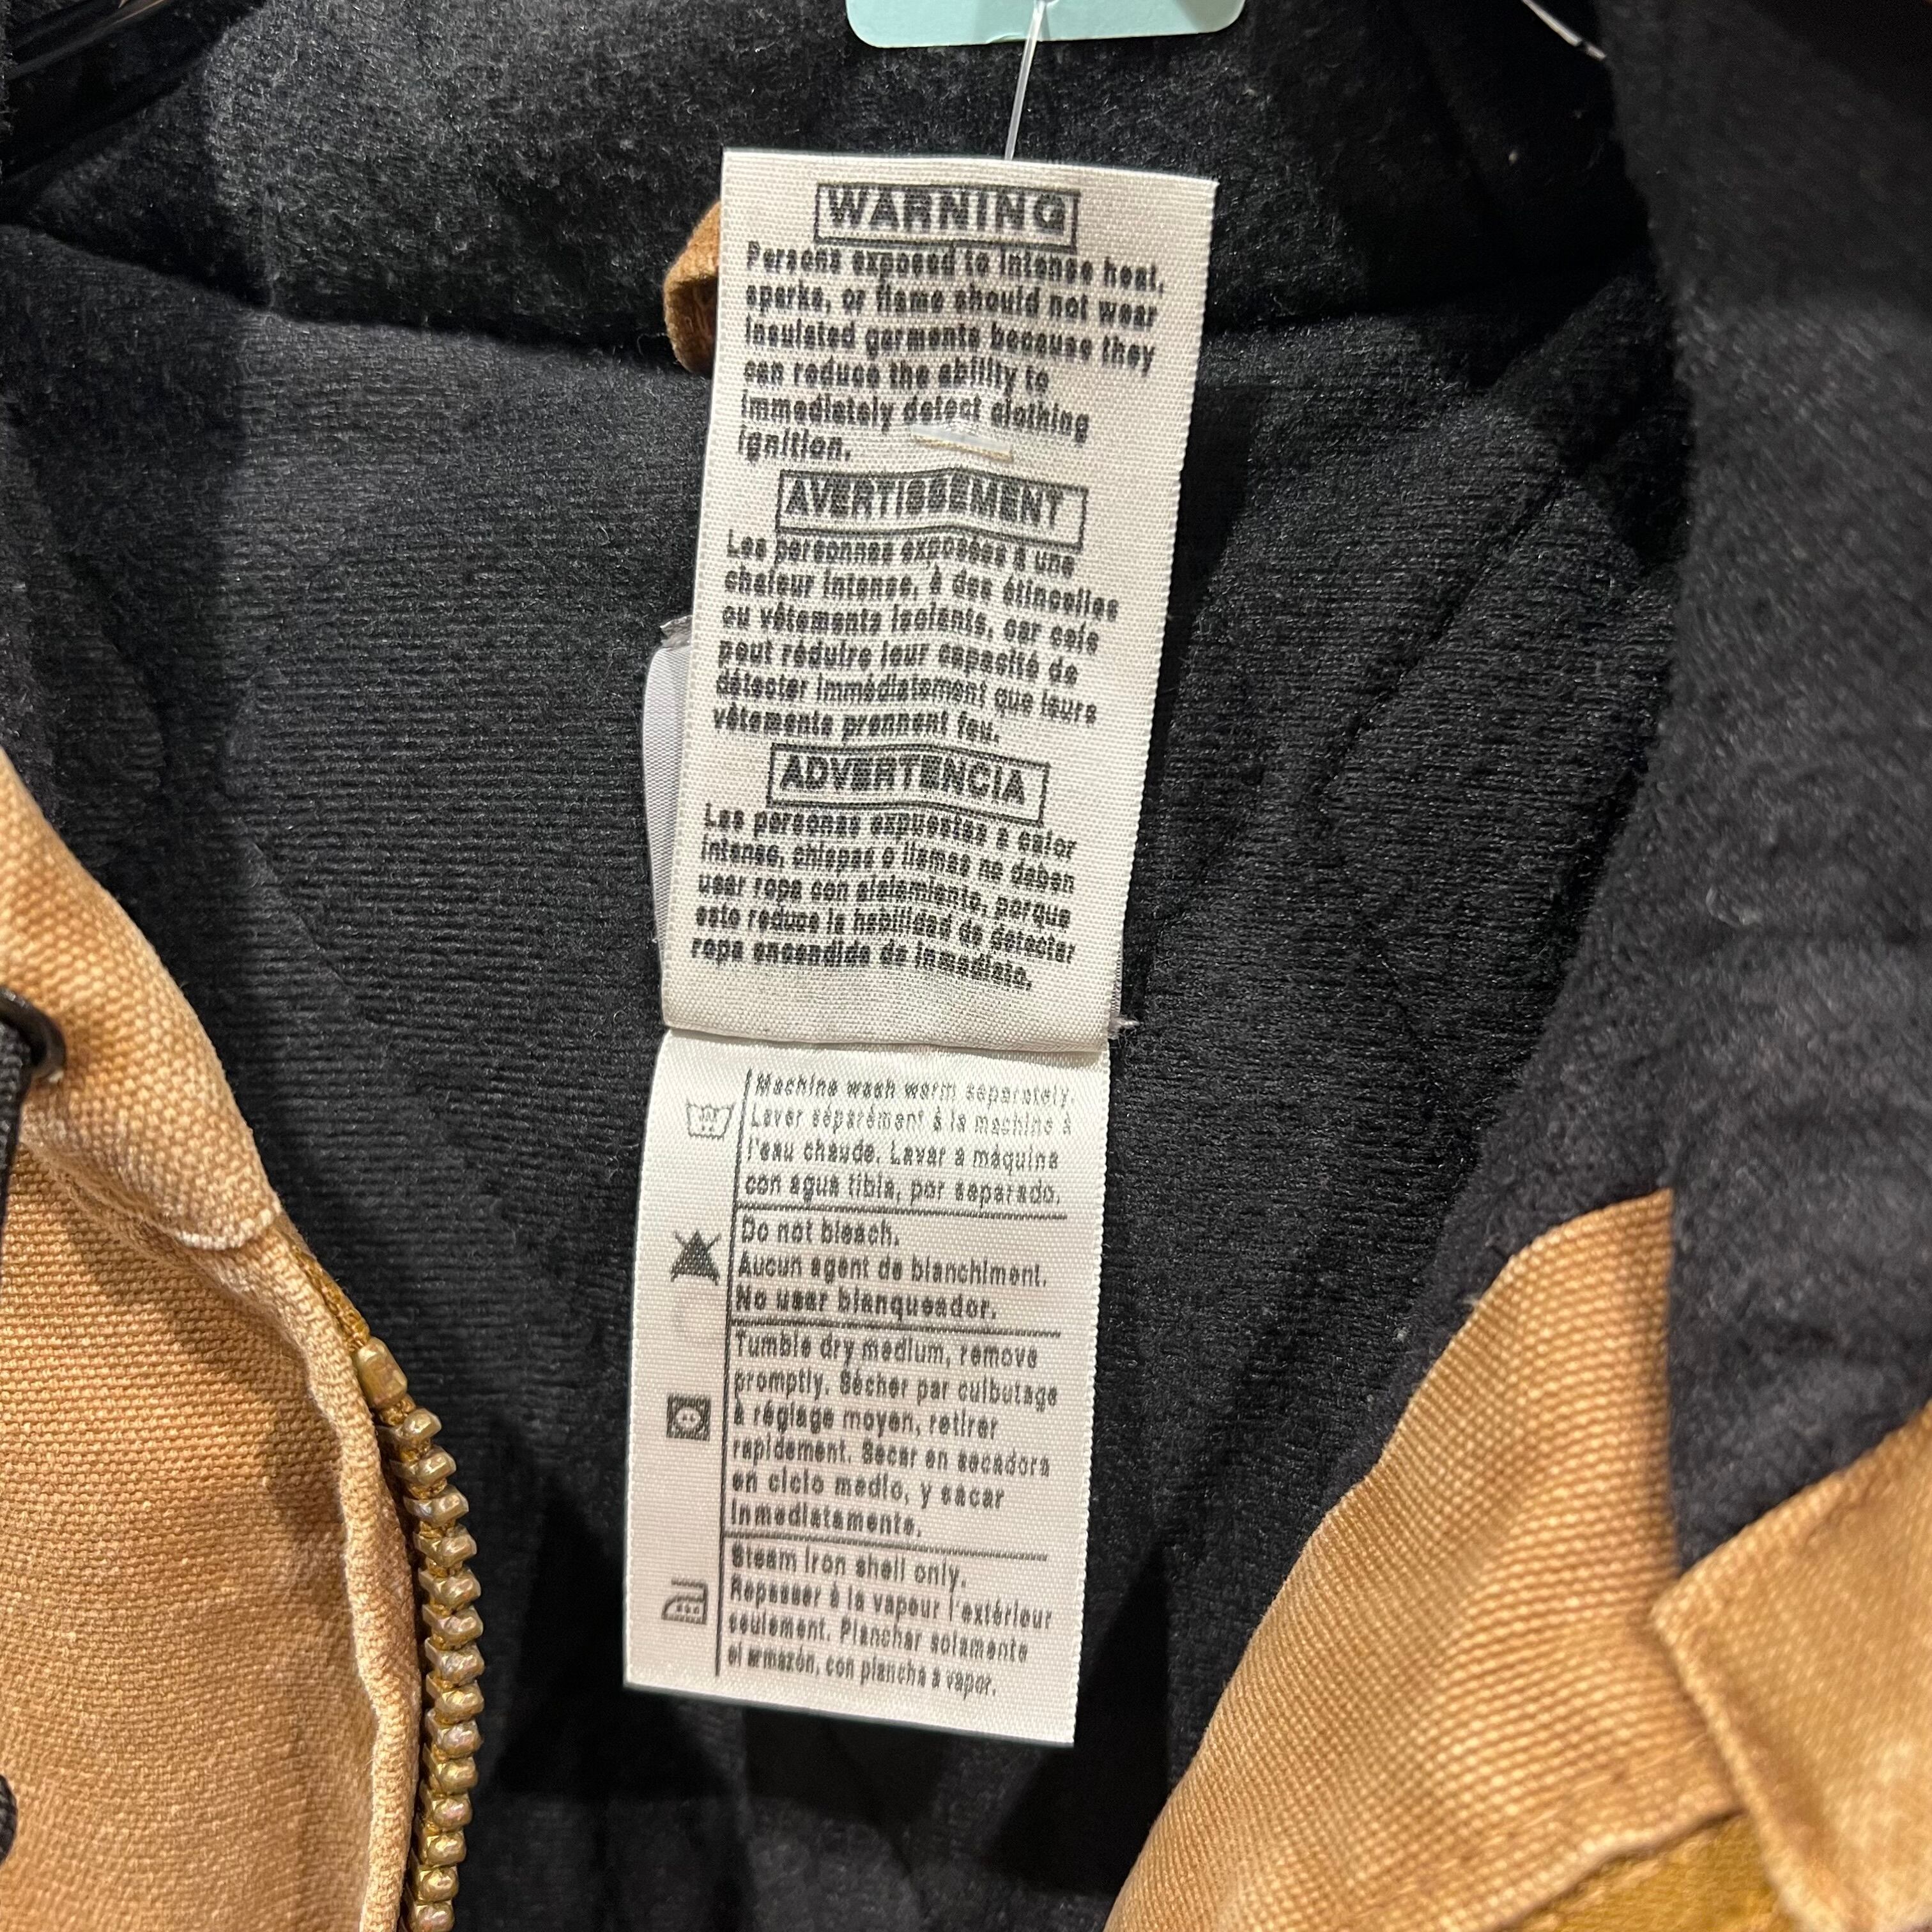 WARNING
Persons exposed to intense heat,
sparks, or flame should not wear
insulated garments because they
can reduce the ability to
immediately detect clothing
ignition.
AVERTISSEMENT
Les personnes exposées à une
chaleur intense, à des étincelles
ou vêtements isolants, car cela
peut réduire leur capacité de
détecter immédiatement que leurs
vêtements prennent feu.
ADVERTENCIA
Las personas expuestas a calor
intenso, chispas o llamas no deben
usar ropa con aislamiento, porque
esto reduce la habilidad de detectar
ropa encendida de inmediato.
Machine wash warm separately.
Laver séparément à la machine à
l'eau chaude. Lavar a máquina
con agua tibia, por separado.
Do not bleach.
Aucun agent de blanchiment.
No usar blanqueador.
Tumble dry medium, remove
promptly. Sécher par culbutage
à réglage moyen, retirer
rapidement. Secar en secadora
en ciclo medio, y sacar
inmediatamente.
Steam iron shell only.
Repasser à la vapeur l'extérieur
seulement. Planchar solamente
el armazón, con plancha a vapor.